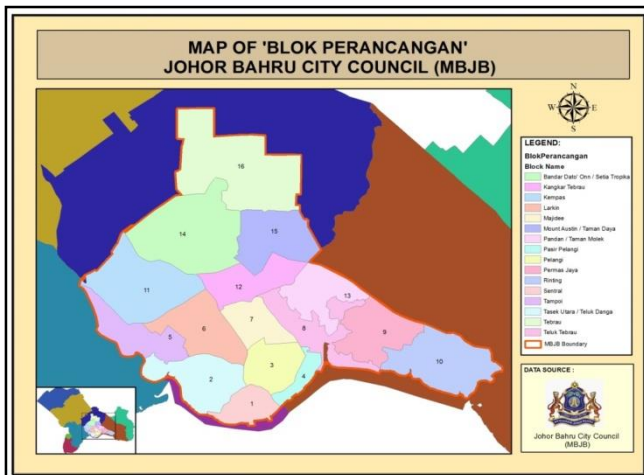 MAP OF 'BLOK PERANCANGAN'
JOHOR BAHRU CITY COUNCIL (MBJB)
N
W E
S
LEGEND:
BlokPerancangan
Block Name
Bandar Dato' Onn / Setia Tropika
Kangkar Tebrau
Kempas
Larkin
Majidee
Mount Austin / Taman Daya
Pandan / Taman Molek
Pasir Pelangi
Pelangi
Permas Jaya
Rinting
Sentral
Tampoi
Tasek Utara / Teluk Danga
Tebrau
Teluk Tebrau
MBJB Boundary
DATA SOURCE :
Johor Bahru City Council
(MBJB)
16
14
15
11
12
13
7
6
5
8
9
10
3
2
4
1